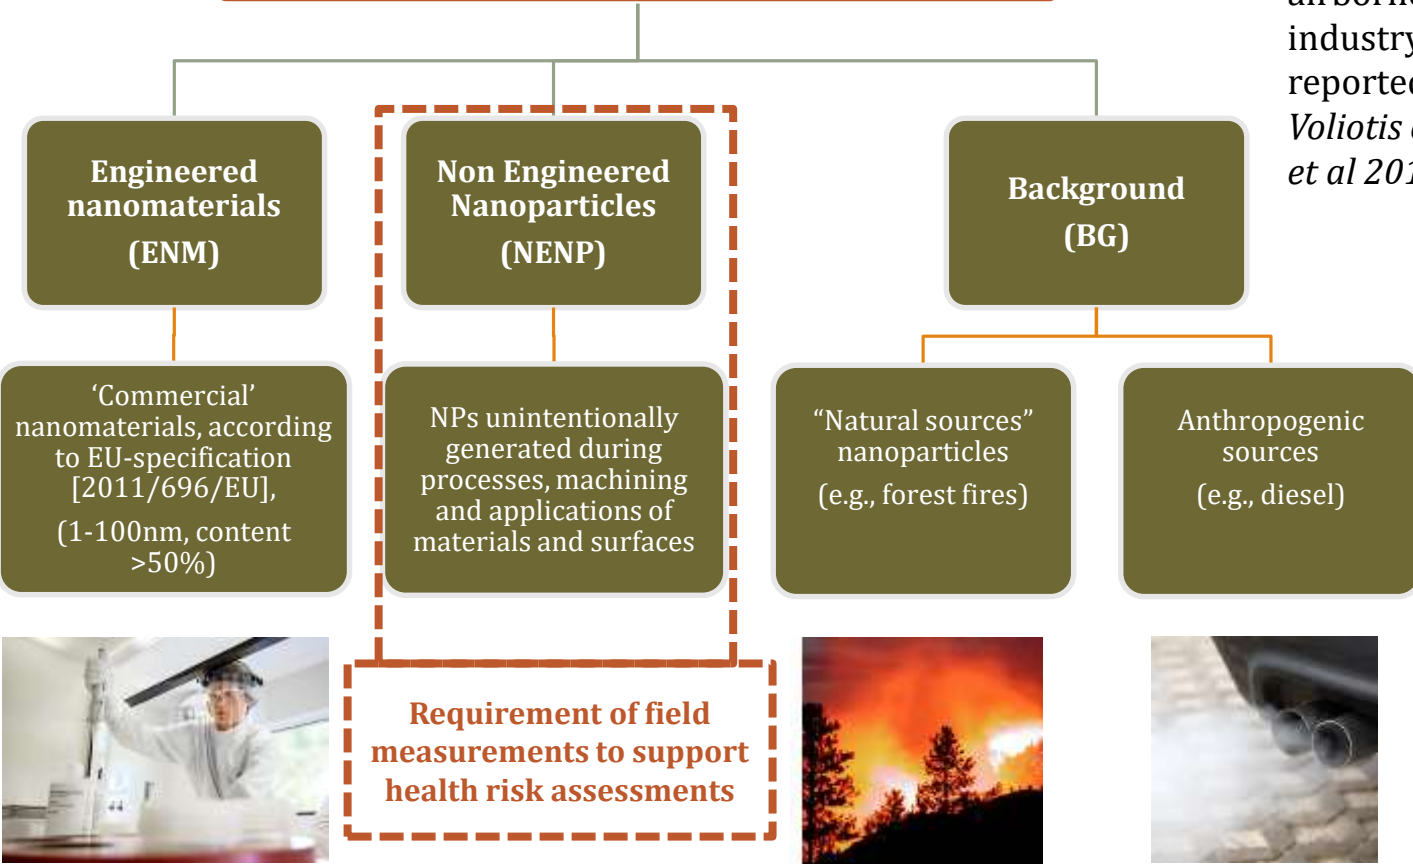 industry
reported
Voliotis
et al 201
Engineered
nanomaterials
(ENM)
Non Engineered
Nanoparticles
(NENP)
Background
(BG)
‘Commercial’
nanomaterials, according
to EU-specification
[2011/696/EU],
(1-100nm, content
>50%)
NPs unintentionally
generated during
processes, machining
and applications of
materials and surfaces
“Natural sources”
nanoparticles
(e.g., forest fires)
Anthropogenic
sources
(e.g., diesel)
Requirement of field
measurements to support
health risk assessments